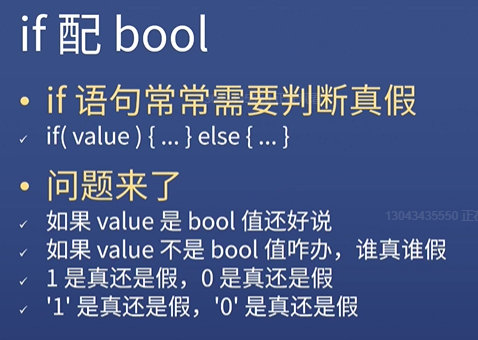 if 配 bool
• if 语句常常需要判断真假
✓ if( value ) { ... } else { ... }
• 问题来了
✓ 如果 value 是 bool 值还好说
✓ 如果 value 不是 bool 值咋办，谁真谁假
✓ 1 是真还是假，0 是真还是假
✓ '1' 是真还是假，'0' 是真还是假
13043435550 正在